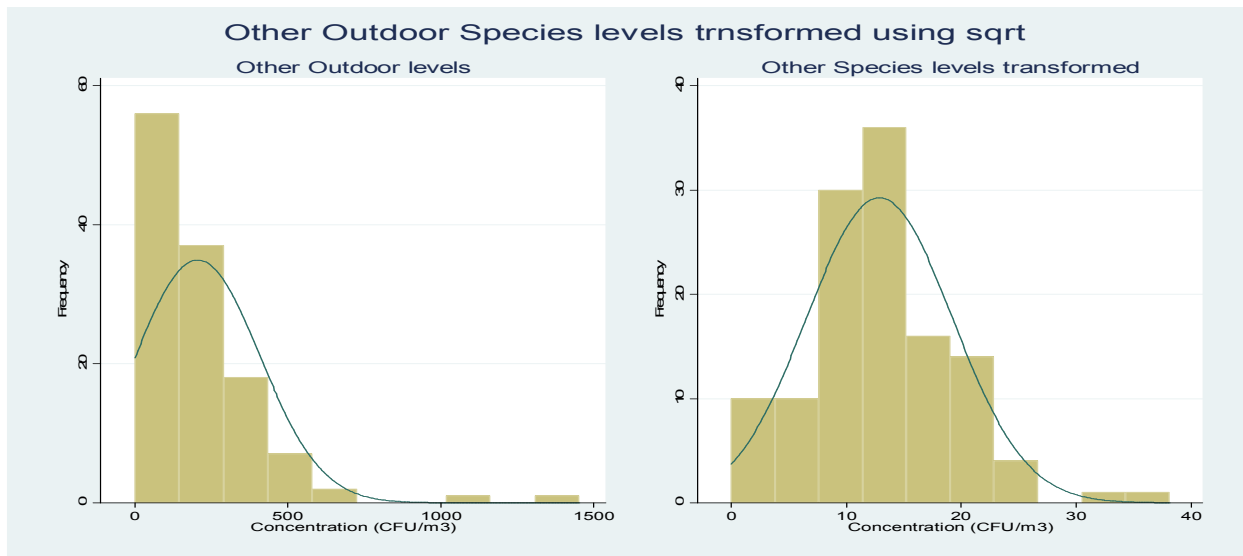 Other Outdoor Species levels trnsformed using sqrt
Other Outdoor levels
Frequency
60
40
20
0
0 500 1000 1500
Concentration (CFU/m3)
Other Species levels transformed
Frequency
40
30
20
10
0
0 10 20 30 40
Concentration (CFU/m3)